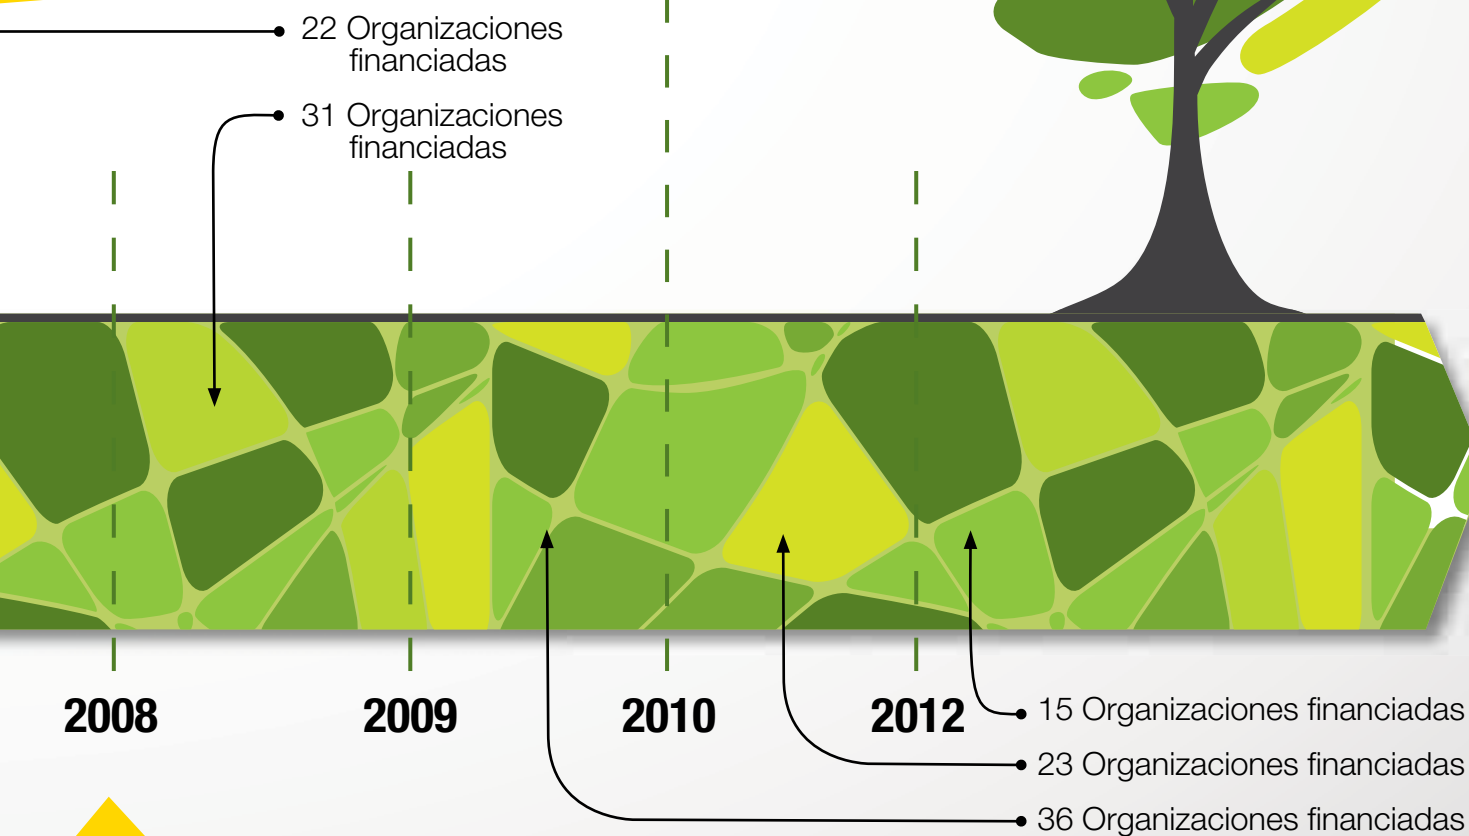 22 Organizaciones
financiadas
31 Organizaciones
financiadas
2008
2009
2010
2012
15 Organizaciones financiadas
23 Organizaciones financiadas
36 Organizaciones financiadas